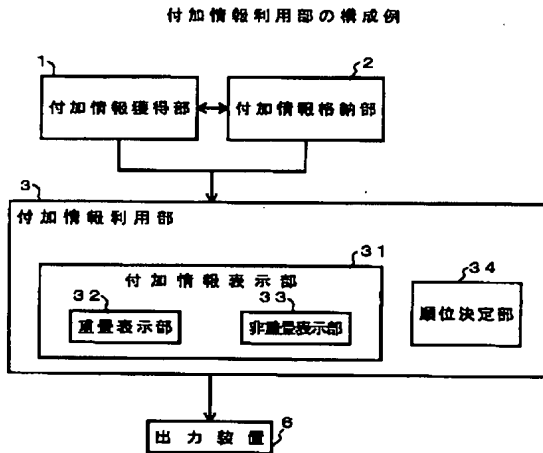 付加情報利用部の構成例
1
2
付加情報獲得部
付加情報格納部
3
付加情報利用部
31
付加情報表示部
32
33
34
重畳表示部
非重畳表示部
順位決定部
6
出力装置